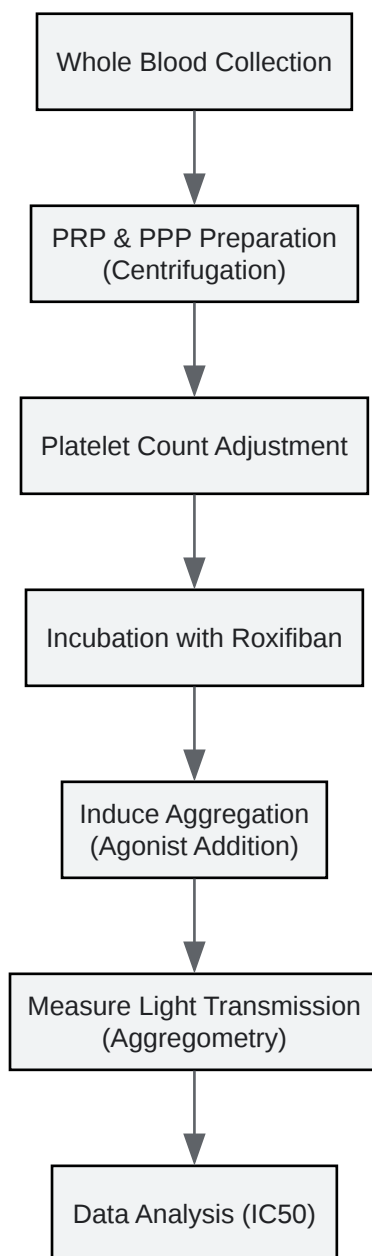 Whole Blood Collection
PRP & PPP Preparation
(Centrifugation)
Platelet Count Adjustment
Incubation with Roxifiban
Induce Aggregation
(Agonist Addition)
Measure Light Transmission
(Aggregometry)
Data Analysis (IC50)